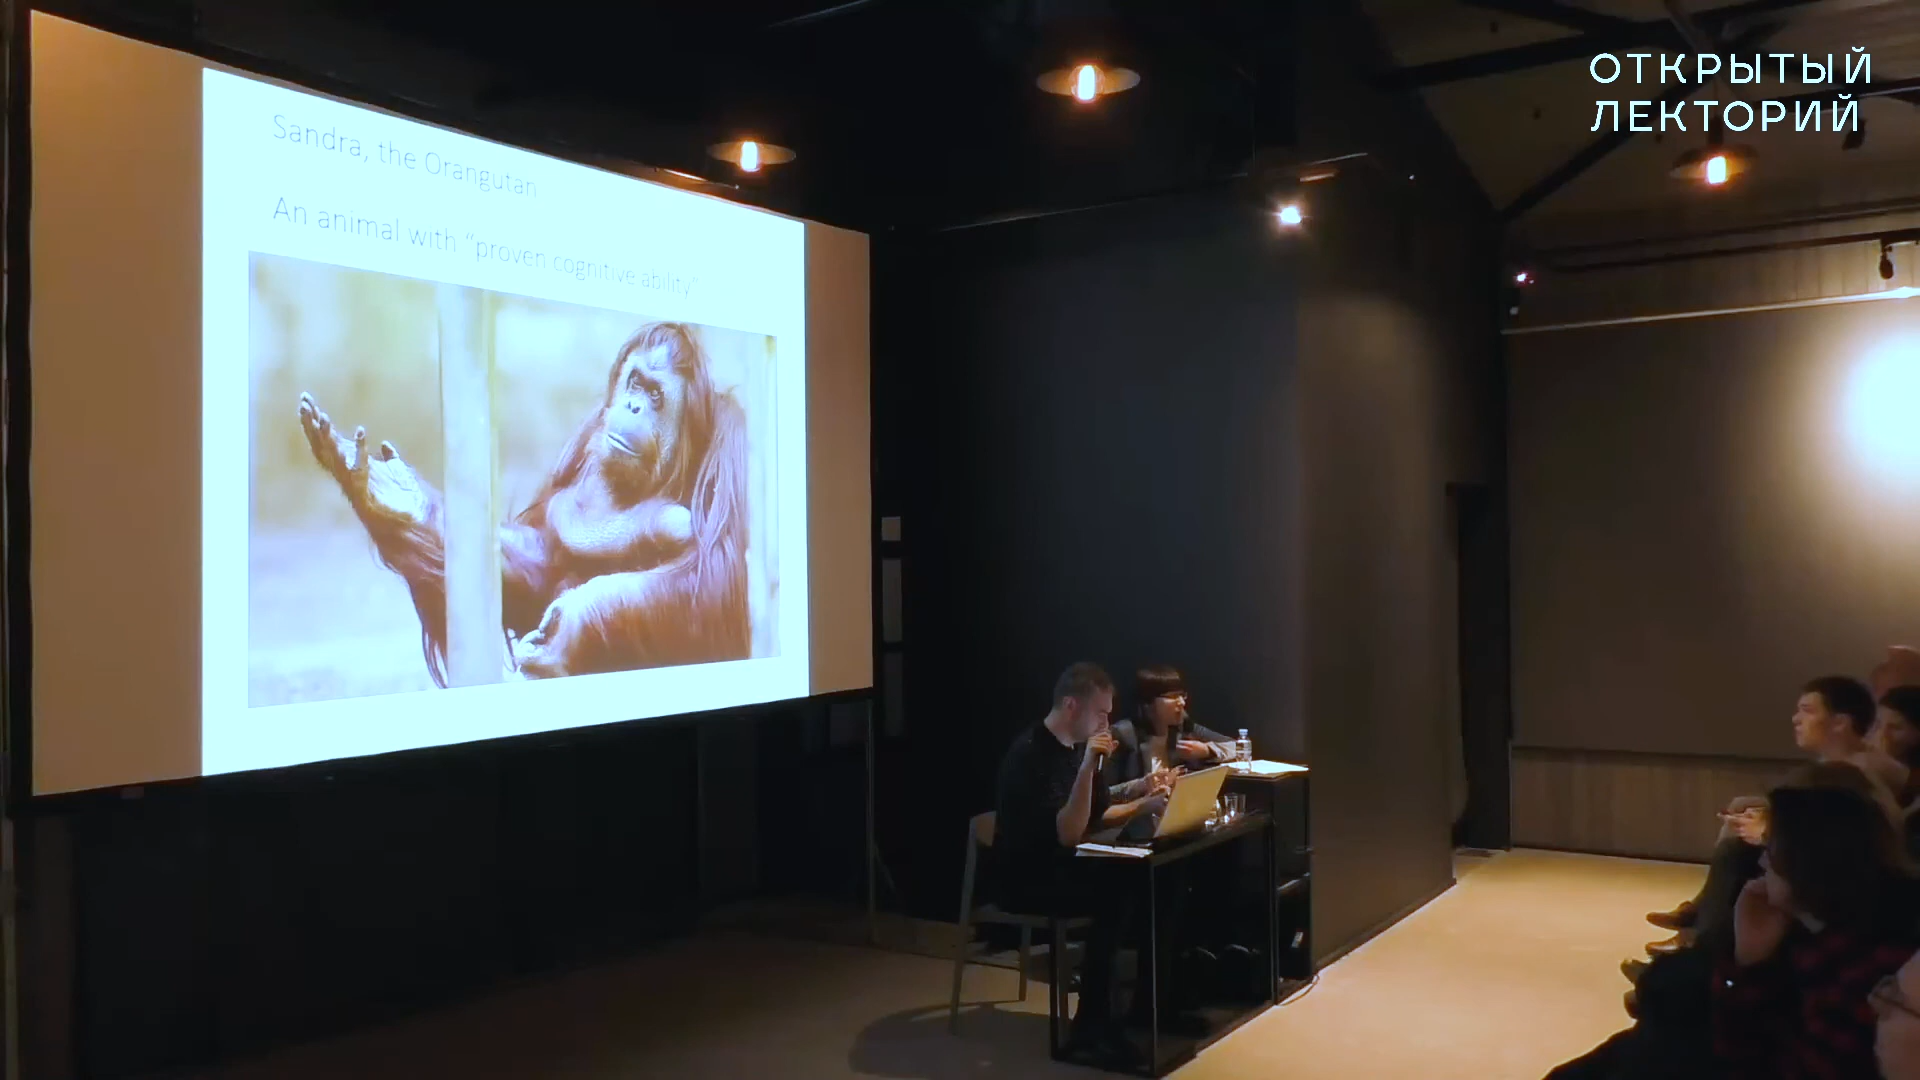 Sandra, the Orangutan
An animal with “proven cognitive ability”
ОТКРЫТЫЙ
ЛЕКТОРИЙ